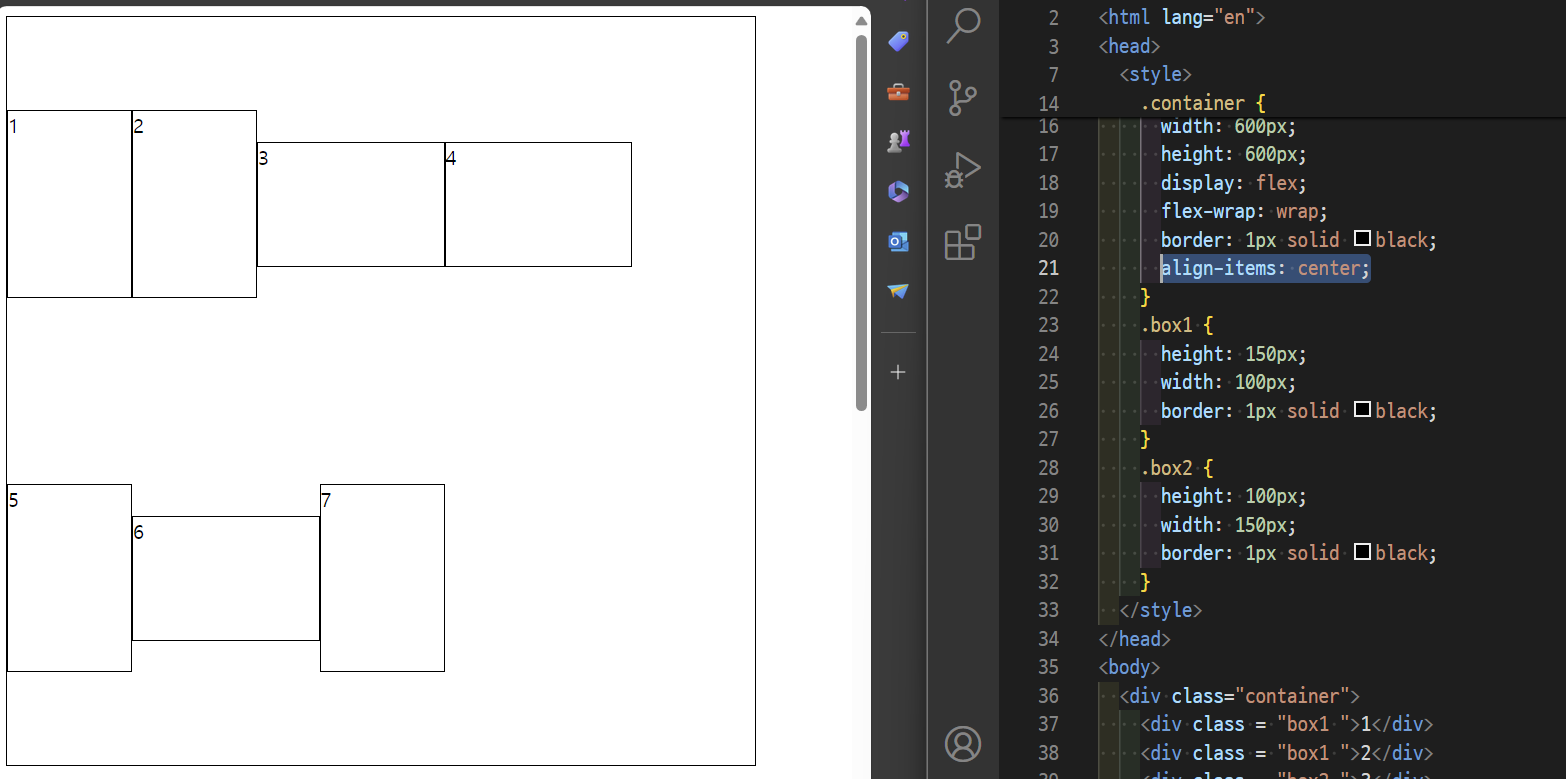 1
2
3
4
5
6
7
2 <html lang="en">
3 <head>
7 <style>
14 .container {
16 width: 600px;
17 height: 600px;
18 display: flex;
19 flex-wrap: wrap;
20 border: 1px solid black;
21 align-items: center;
22 }
23 .box1 {
24 height: 150px;
25 width: 100px;
26 border: 1px solid black;
27 }
28 .box2 {
29 height: 100px;
30 width: 150px;
31 border: 1px solid black;
32 }
33 </style>
34 </head>
35 <body>
36 <div class="container">
37 <div class = "box1 ">1</div>
38 <div class = "box1 ">2</div>